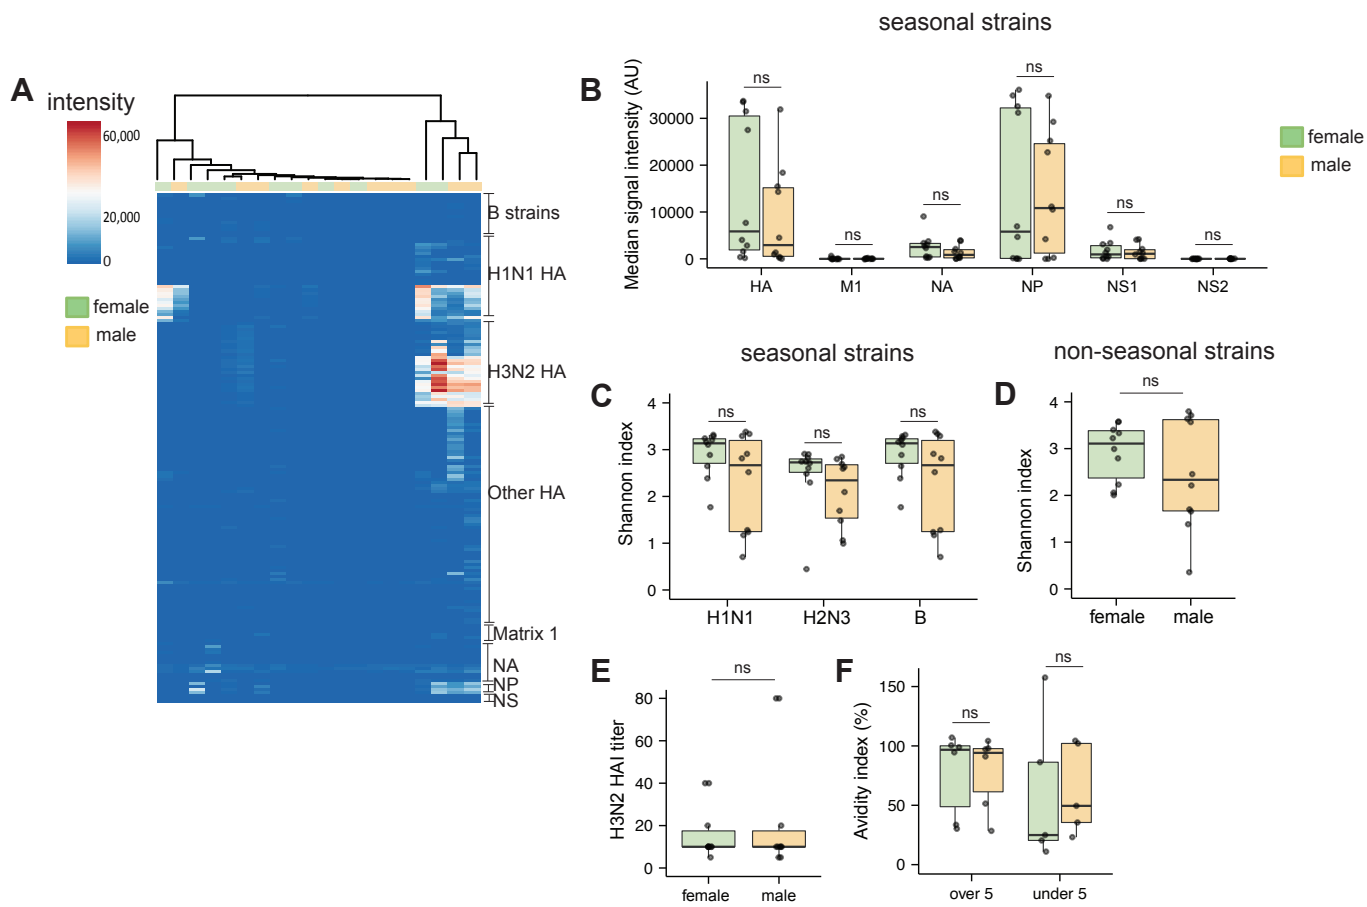 A
intensity
60,000
20,000
0
female
male
B strains
H1N1 HA
H3N2 HA
Other HA
Matrix 1
NA
NP
NS
seasonal strains
B
Median signal intensity (AU)
30000
20000
10000
0
ns
ns
ns
ns
ns
ns
HA
M1
NA
NP
NS1
NS2
female
male
seasonal strains
C
Shannon index
4
3
2
1
0
ns
ns
ns
H1N1
H2N3
B
non-seasonal strains
D
Shannon index
4
3
2
1
0
ns
female
male
E
H3N2 HAI titer
80
60
40
20
0
ns
female
male
F
Avidity index (%)
150
100
50
0
ns
ns
over 5
under 5